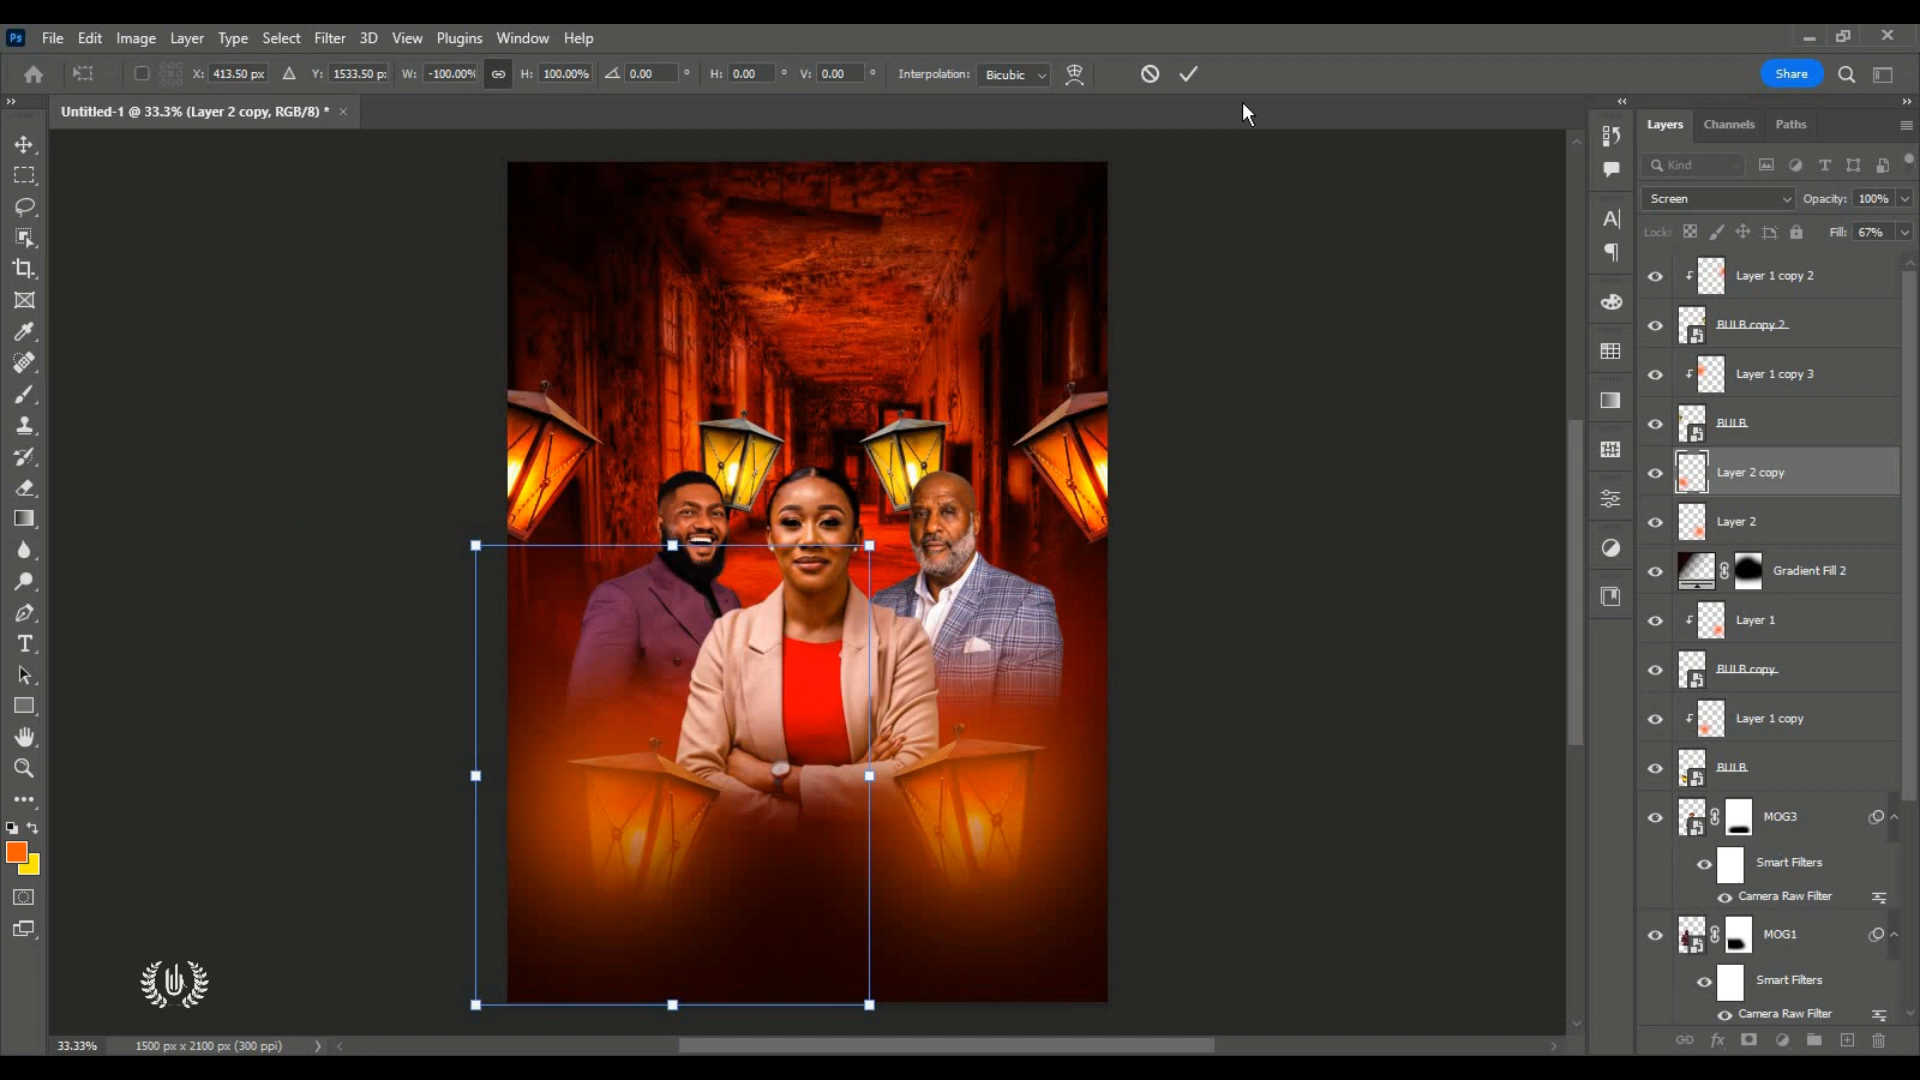 Ps File Edit Image Layer Type Select Filter 3D View Plugins Window Help
X: 413.50 px Y: 1533.50 p: W: -100.00% H: 100.00% 0.00 ° H: 0.00 ° V: 0.00 ° Interpolation: Bicubic Share
Untitled-1 @ 33.3% (Layer 2 copy, RGB/8) * ×
Layers Channels Paths
Kind
Screen Opacity: 100%
Lock: Fill: 67%
Layer 1 copy 2
BULB copy 2
Layer 1 copy 3
BULB
Layer 2 copy
Layer 2
Gradient Fill 2
Layer 1
BULB copy
Layer 1 copy
BULB
MOG3
Smart Filters
Camera Raw Filter
MOG1
Smart Filters
Camera Raw Filter
33.33% 1500 px x 2100 px (300 ppi)